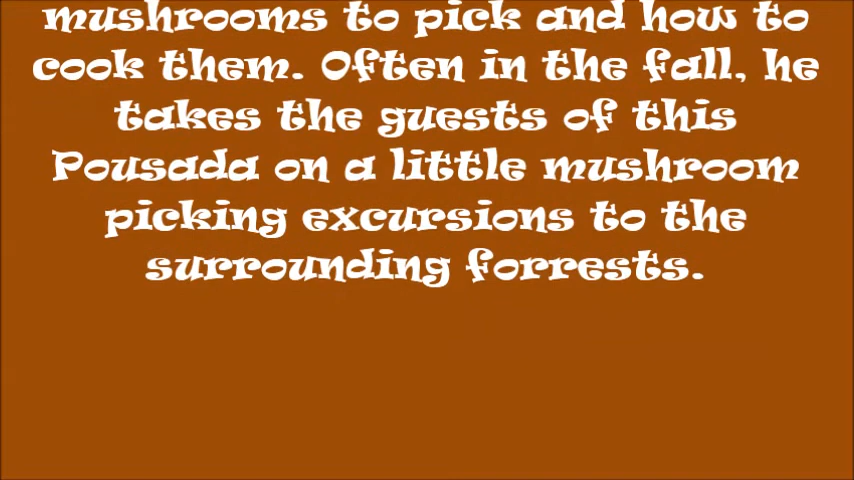 mushrooms to pick and how to
cook them. Often in the fall, he
takes the guests of this
Pousada on a little mushroom
picking excursions to the
surrounding forrests.